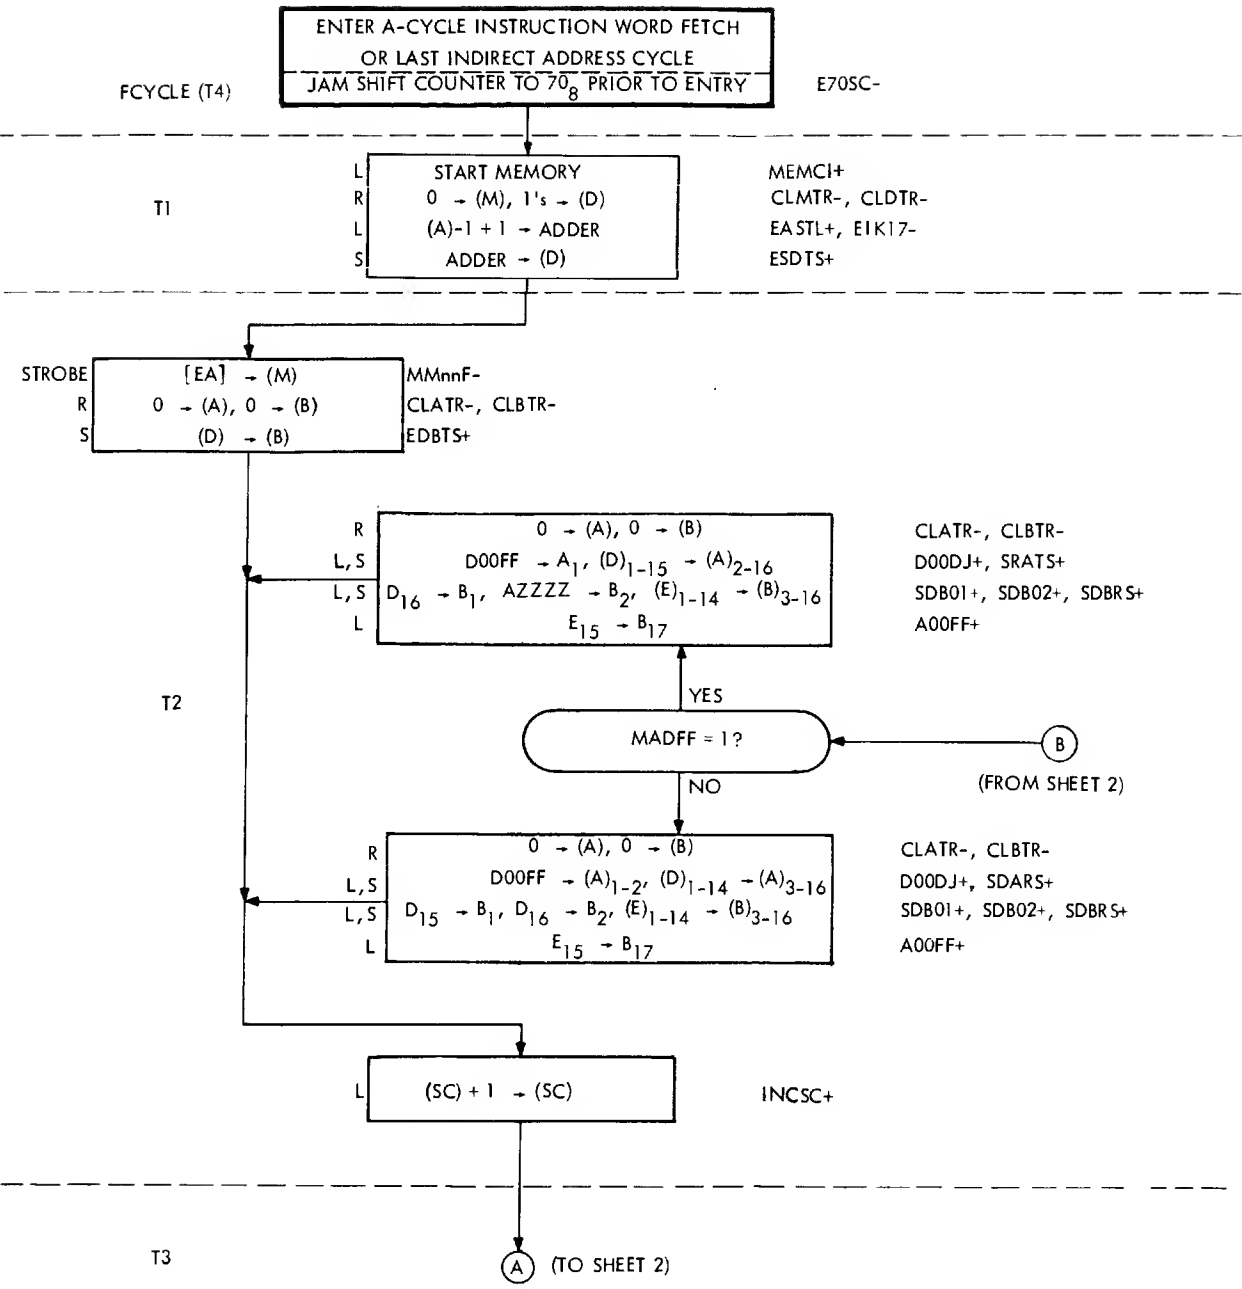 ENTER A-CYCLE INSTRUCTION WORD FETCH
OR LAST INDIRECT ADDRESS CYCLE
FCYCLE (T4) JAM SHIFT COUNTER TO 70₈ PRIOR TO ENTRY E70SC-
L START MEMORY MEMCI+
T1 R 0 → (M), 1's → (D) CLMTR-, CLDTR-
L (A)-1 + 1 → ADDER EASTL+, EIK17-
S ADDER → (D) ESDTS+
STROBE [EA] → (M) MMnnF-
R 0 → (A), 0 → (B) CLATR-, CLBTR-
S (D) → (B) EDBTS+
R 0 → (A), 0 → (B) CLATR-, CLBTR-
L, S D00FF → A₁, (D)₁₋₁₅ → (A)₂₋₁₆ D00DJ+, SRATS+
L, S D₁₆ → B₁, AZZZZ → B₂, (E)₁₋₁₄ → (B)₃₋₁₆ SDB01+, SDB02+, SDBRS+
L E₁₅ → B₁₇ A00FF+
T2
YES
MADFF = 1? B
NO (FROM SHEET 2)
R 0 → (A), 0 → (B) CLATR-, CLBTR-
L, S D00FF → (A)₁₋₂, (D)₁₋₁₄ → (A)₃₋₁₆ D00DJ+, SDARS+
L, S D₁₅ → B₁, D₁₆ → B₂, (E)₁₋₁₄ → (B)₃₋₁₆ SDB01+, SDB02+, SDBRS+
L E₁₅ → B₁₇ A00FF+
L (SC) + 1 → (SC) INCSC+
T3 A (TO SHEET 2)